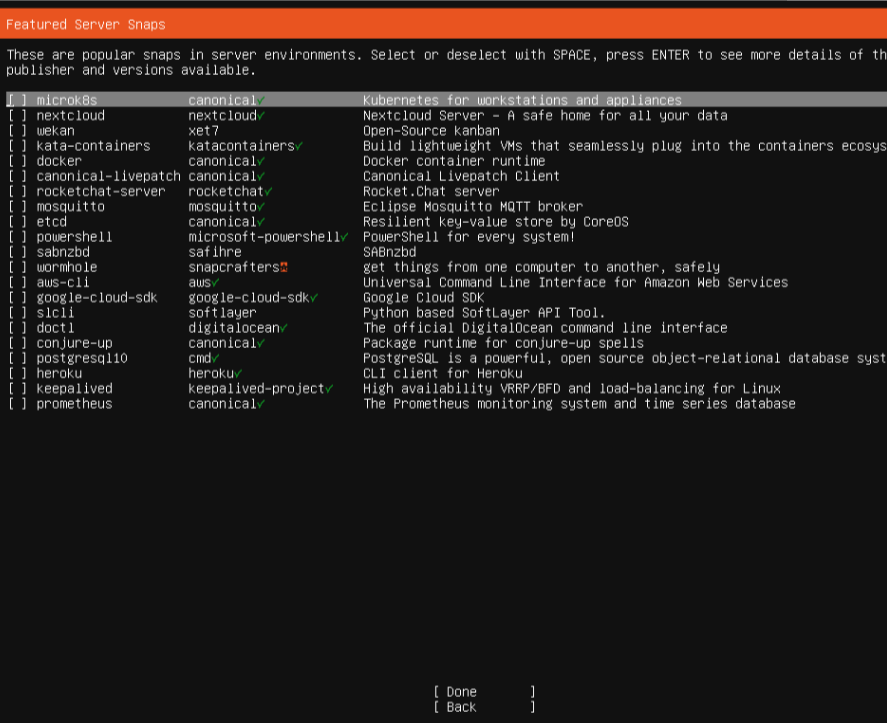 Featured Server Snaps
These are popular snaps in server environments. Select or deselect with SPACE, press ENTER to see more details of th
publisher and versions available.
[ ] microk8s canonical✓ Kubernetes for workstations and appliances
[ ] nextcloud nextcloud✓ Nextcloud Server - A safe home for all your data
[ ] wekan xet7 Open-Source kanban
[ ] kata-containers katacontainers✓ Build lightweight VMs that seamlessly plug into the containers ecosys
[ ] docker canonical✓ Docker container runtime
[ ] canonical-livepatch canonical✓ Canonical Livepatch Client
[ ] rocketchat-server rocketchat✓ Rocket.Chat server
[ ] mosquitto mosquitto✓ Eclipse Mosquitto MQTT broker
[ ] etcd canonical✓ Resilient key-value store by CoreOS
[ ] powershell microsoft-powershell✓ PowerShell for every system!
[ ] sabnzbd safihre SABnzbd
[ ] wormhole snapcrafters get things from one computer to another, safely
[ ] aws-cli aws✓ Universal Command Line Interface for Amazon Web Services
[ ] google-cloud-sdk google-cloud-sdk✓ Google Cloud SDK
[ ] slcli softlayer Python based SoftLayer API Tool.
[ ] doctl digitalocean✓ The official DigitalOcean command line interface
[ ] conjure-up canonical✓ Package runtime for conjure-up spells
[ ] postgresql10 cmd✓ PostgreSQL is a powerful, open source object-relational database syst
[ ] heroku heroku✓ CLI client for Heroku
[ ] keepalived keepalived-project✓ High availability VRRP/BFD and load-balancing for Linux
[ ] prometheus canonical✓ The Prometheus monitoring system and time series database
[ Done ]
[ Back ]